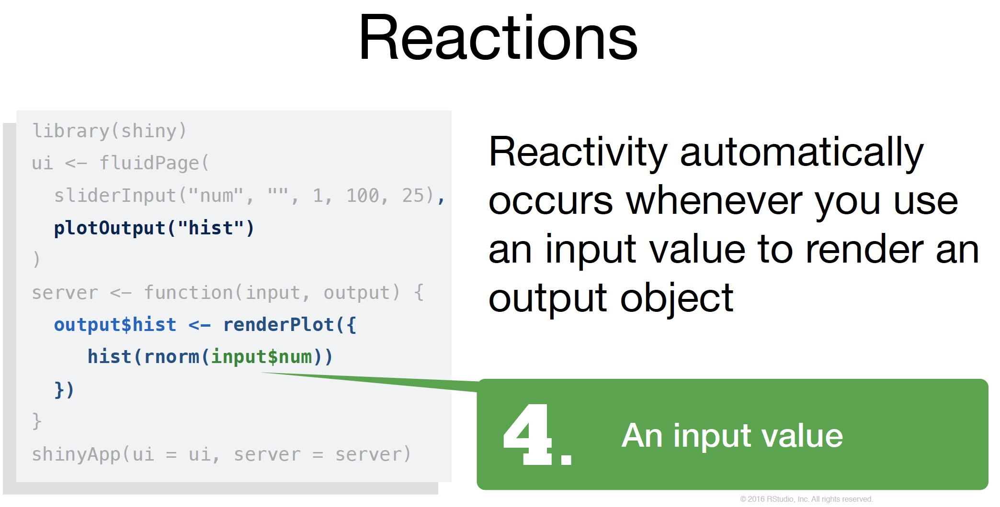 Reactions
library(shiny)
ui <- fluidPage(
  sliderInput("num", "", 1, 100, 25),
  plotOutput("hist")
)
server <- function(input, output) {
  output$hist <- renderPlot({
     hist(rnorm(input$num))
  })
}
shinyApp(ui = ui, server = server)
Reactivity automatically
occurs whenever you use
an input value to render an
output object
4. An input value
© 2016 RStudio, Inc. All rights reserved.